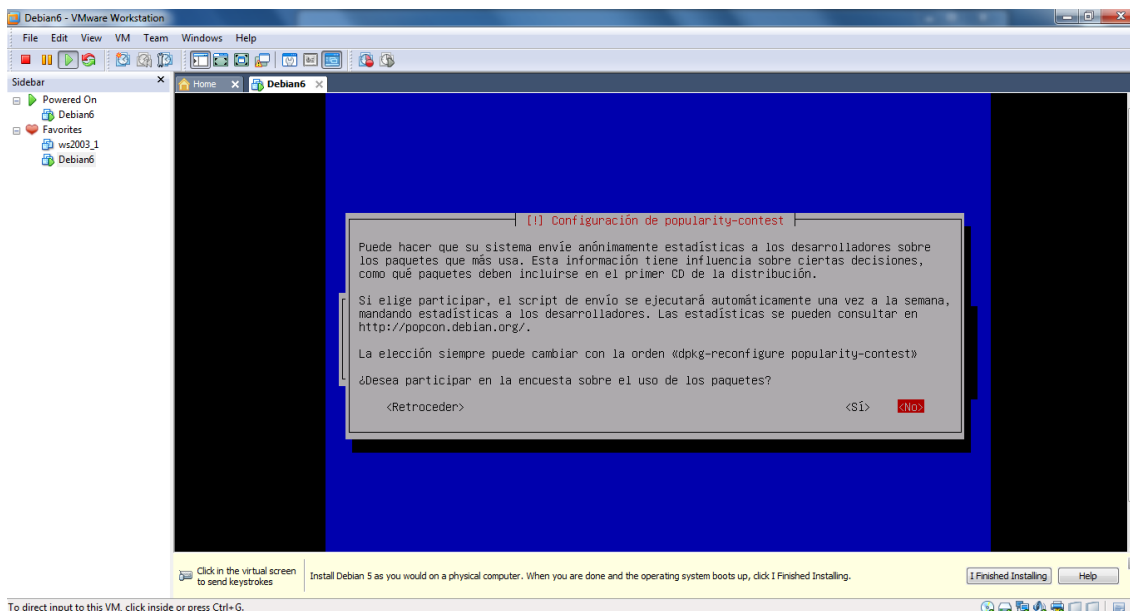 Debian6 - VMware Workstation
File Edit View VM Team Windows Help
Sidebar
Powered On
Debian6
Favorites
ws2003_1
Debian6
Home
Debian6
[!] Configuración de popularity-contest
Puede hacer que su sistema envíe anónimamente estadísticas a los desarrolladores sobre
los paquetes que más usa. Esta información tiene influencia sobre ciertas decisiones,
como qué paquetes deben incluirse en el primer CD de la distribución.
Si elige participar, el script de envío se ejecutará automáticamente una vez a la semana,
mandando estadísticas a los desarrolladores. Las estadísticas se pueden consultar en
http://popcon.debian.org/.
La elección siempre puede cambiar con la orden «dpkg-reconfigure popularity-contest»
¿Desea participar en la encuesta sobre el uso de los paquetes?
<Retroceder> <Sí> <No>
Click in the virtual screen
to send keystrokes
Install Debian 5 as you would on a physical computer. When you are done and the operating system boots up, click I Finished Installing.
I Finished Installing
Help
To direct input to this VM, click inside or press Ctrl+G.